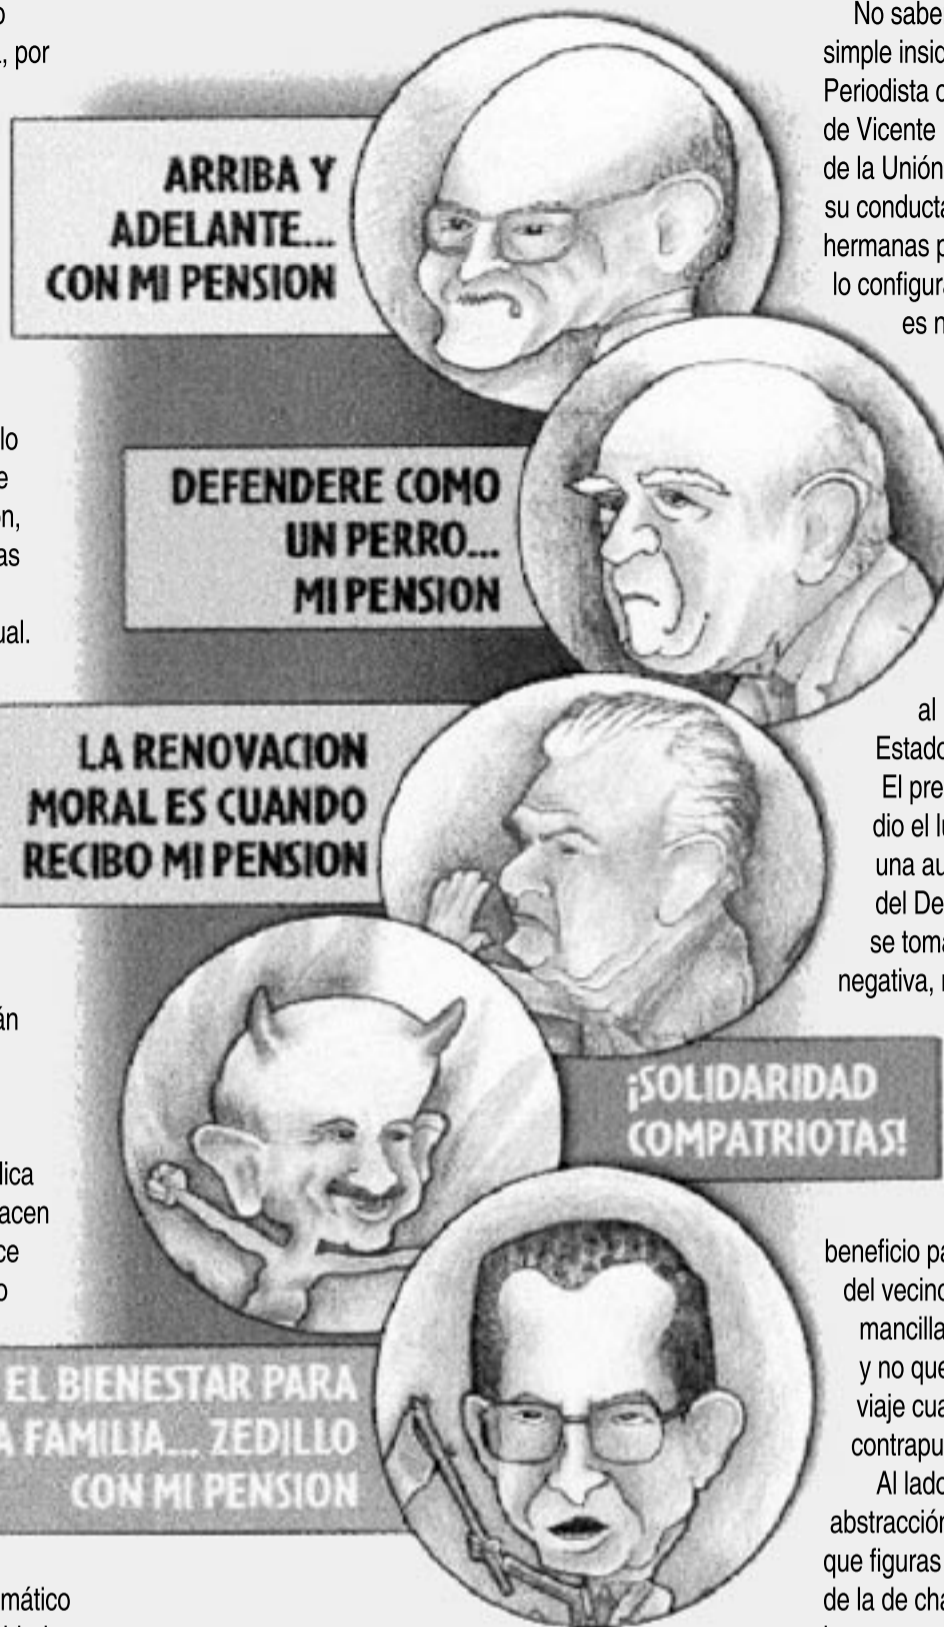 o
, por
lo
e
n,
as
ual.
án
lica
acen
ce
o
mático
ARRIBA Y
ADELANTE...
CON MI PENSION
DEFENDERE COMO
UN PERRO...
MI PENSION
LA RENOVACION
MORAL ES CUANDO
RECIBO MI PENSION
¡SOLIDARIDAD
COMPATRIOTAS!
EL BIENESTAR PARA
A FAMILIA... ZEDILLO
CON MI PENSION
No sabe
simple insid
Periodista d
de Vicente
de la Unión
su conducta
hermanas p
lo configura
es n
al
Estado
El pre
dio el lu
una au
del De
se toma
negativa, r
beneficio pa
del vecino
mancilla
y no que
viaje cua
contrapu
Al lado
abstracción
que figuras
de la de cha